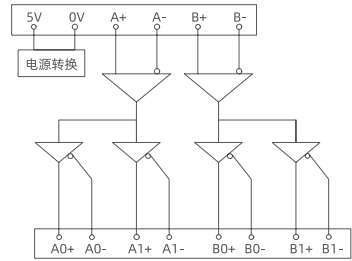 5V 0V A+ A- B+ B-
电源转换
A0+ A0- A1+ A1- B0+ B0- B1+ B1-